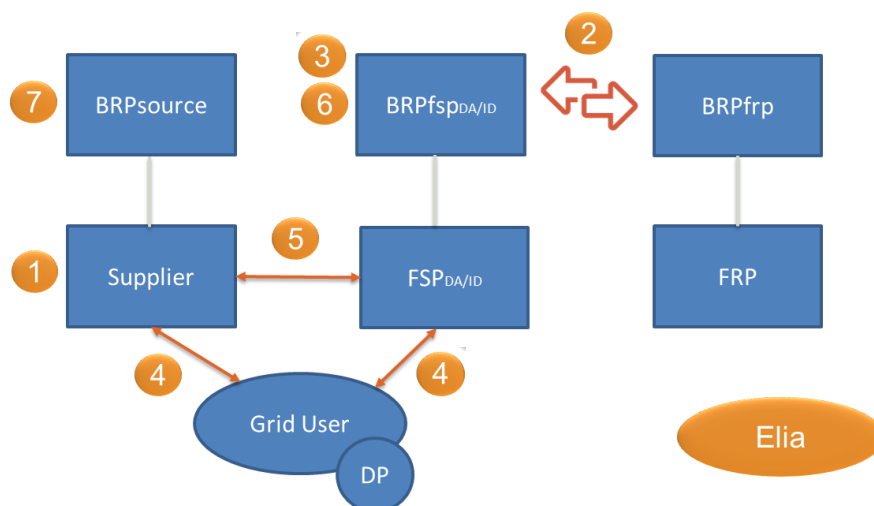 2
3
7
BRPsource
6
BRPfspDA/ID
BRPfrp
5
1
Supplier
FSPDA/ID
FRP
4
4
Grid User
Elia
DP